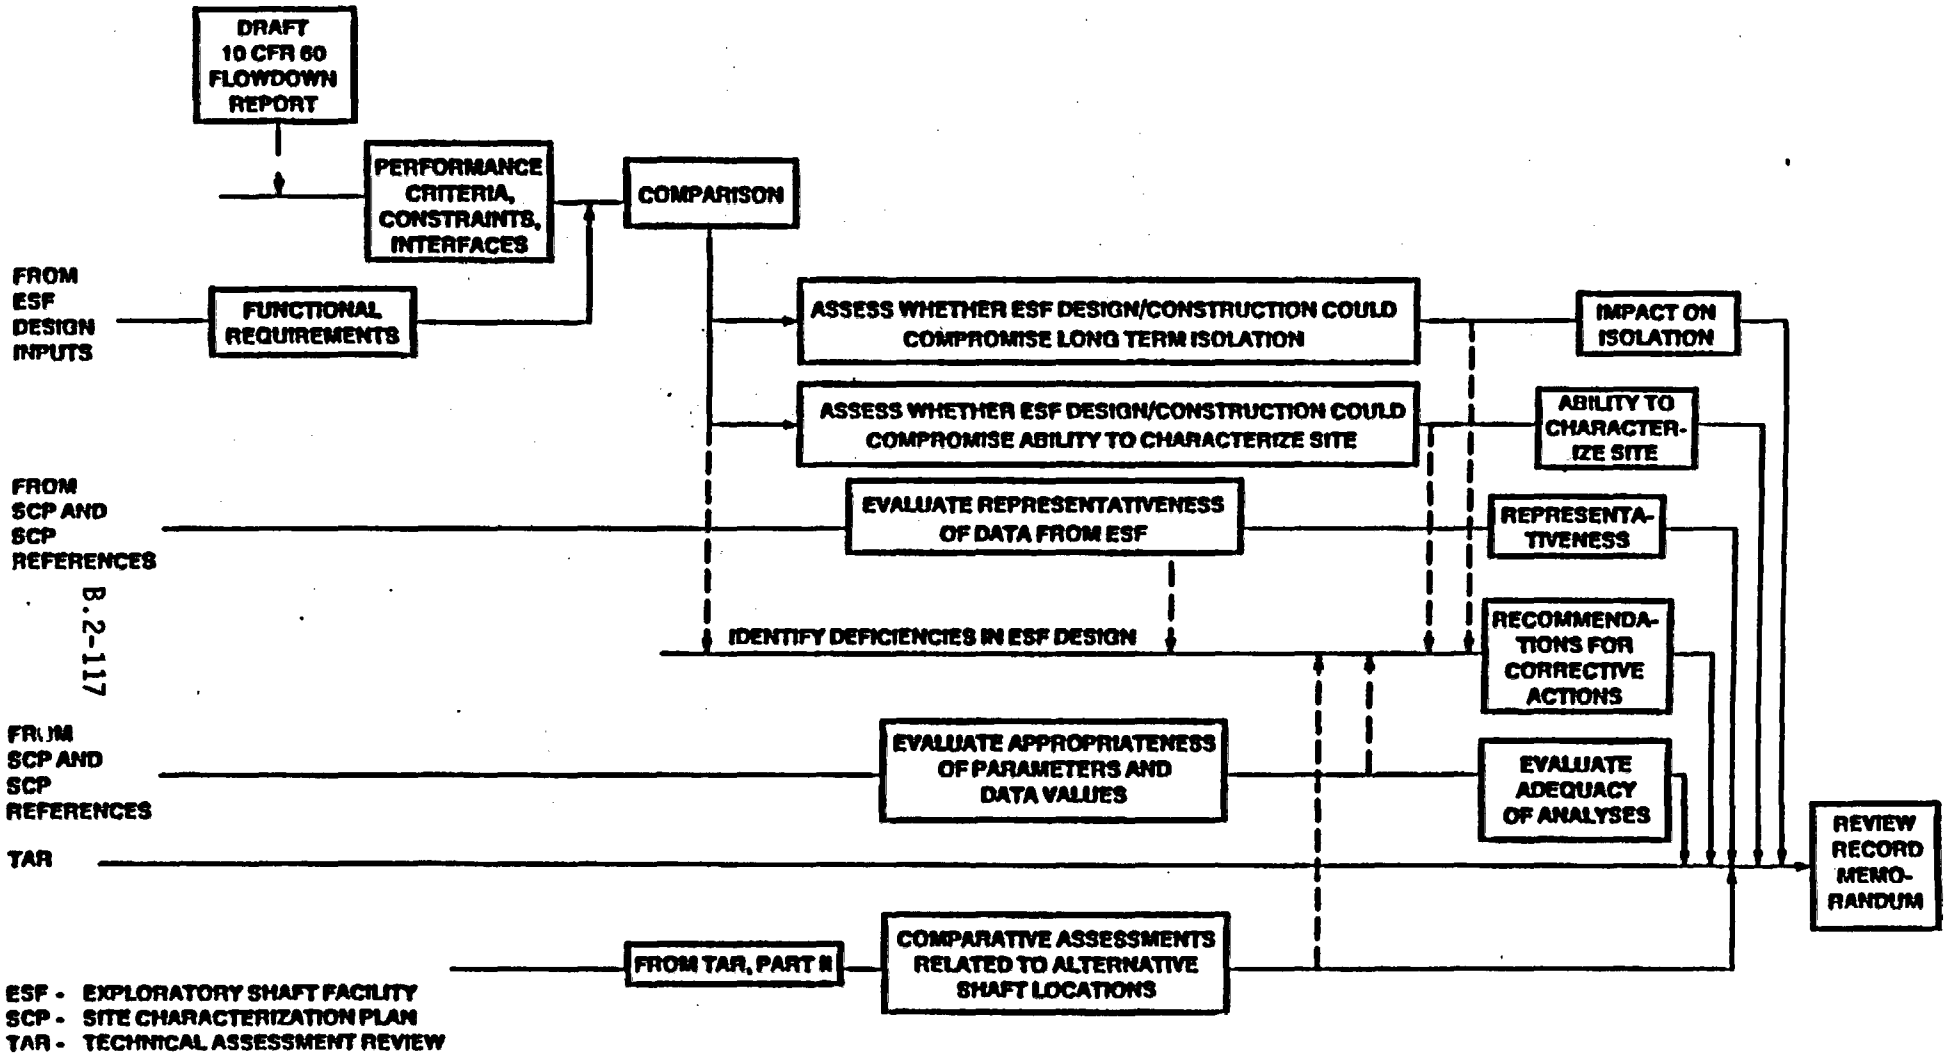 DRAFT
10 CFR 60
FLOWDOWN
REPORT
PERFORMANCE
CRITERIA,
CONSTRAINTS,
INTERFACES
COMPARISON
FROM
ESF
DESIGN
INPUTS
FUNCTIONAL
REQUIREMENTS
ASSESS WHETHER ESF DESIGN/CONSTRUCTION COULD
COMPROMISE LONG TERM ISOLATION
IMPACT ON
ISOLATION
ASSESS WHETHER ESF DESIGN/CONSTRUCTION COULD
COMPROMISE ABILITY TO CHARACTERIZE SITE
ABILITY TO
CHARACTER-
IZE SITE
FROM
SCP AND
SCP
REFERENCES
EVALUATE REPRESENTATIVENESS
OF DATA FROM ESF
REPRESENTA-
TIVENESS
B.2-117
IDENTIFY DEFICIENCIES IN ESF DESIGN
RECOMMENDA-
TIONS FOR
CORRECTIVE
ACTIONS
FROM
SCP AND
SCP
REFERENCES
EVALUATE APPROPRIATENESS
OF PARAMETERS AND
DATA VALUES
EVALUATE
ADEQUACY
OF ANALYSES
TAR
REVIEW
RECORD
MEMO-
RANDUM
FROM TAR, PART II
COMPARATIVE ASSESSMENTS
RELATED TO ALTERNATIVE
SHAFT LOCATIONS
ESF - EXPLORATORY SHAFT FACILITY
SCP - SITE CHARACTERIZATION PLAN
TAR - TECHNICAL ASSESSMENT REVIEW